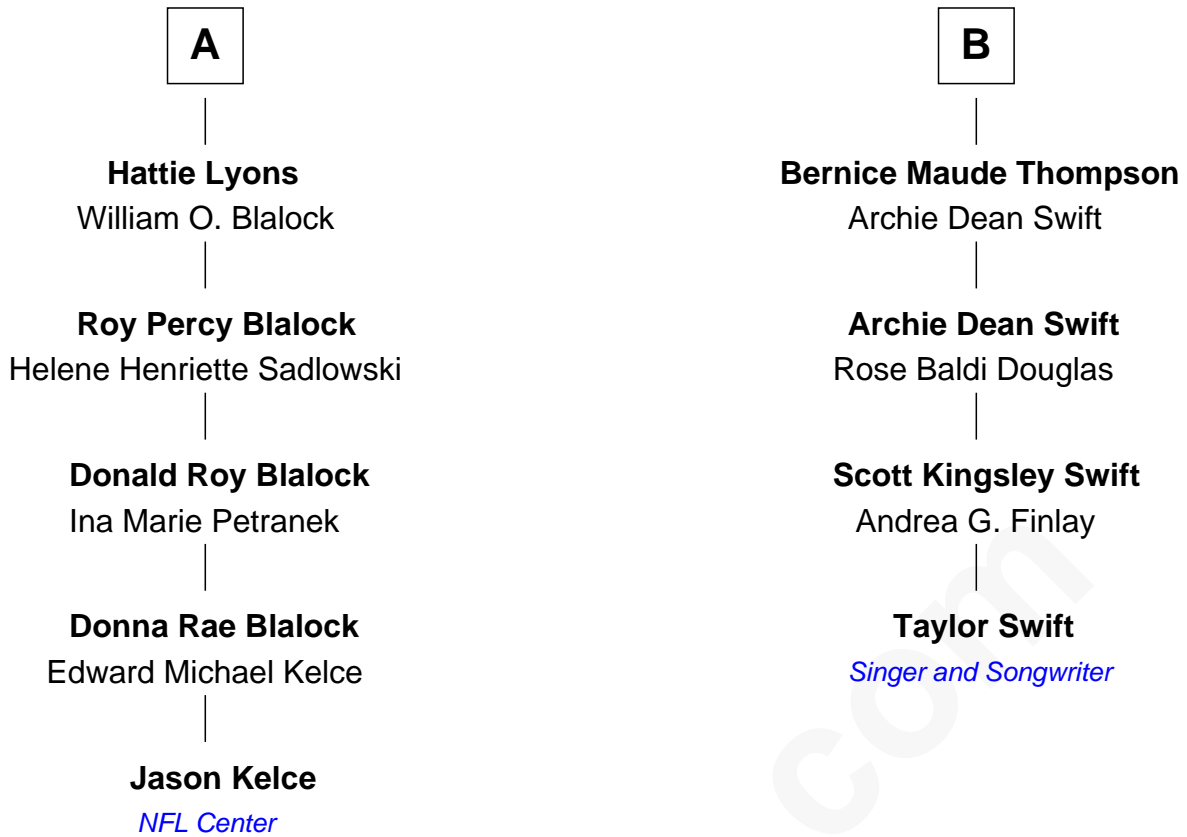 A
Hattie Lyons
William O. Blalock
Roy Percy Blalock
Helene Henriette Sadlowski
Donald Roy Blalock
Ina Marie Petranek
Donna Rae Blalock
Edward Michael Kelce
Jason Kelce
NFL Center
B
Bernice Maude Thompson
Archie Dean Swift
Archie Dean Swift
Rose Baldi Douglas
Scott Kingsley Swift
Andrea G. Finlay
Taylor Swift
Singer and Songwriter
com